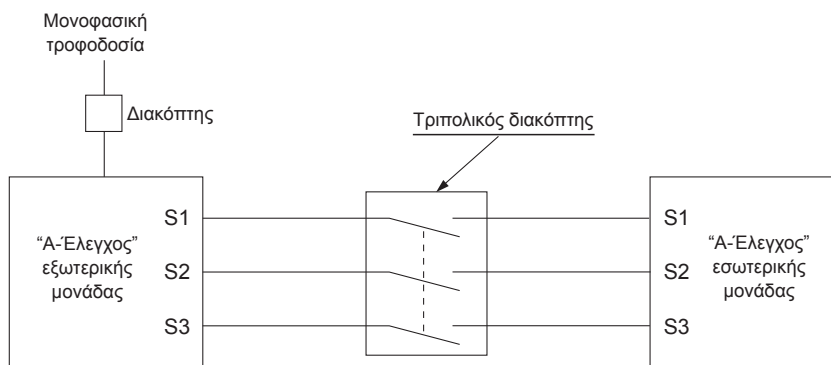 Μονοφασική
τροφοδοσία
Διακόπτης
Τριπολικός διακόπτης
“Α-Έλεγχος”
εξωτερικής
μονάδας
S1
S2
S3
S1
S2
S3
“Α-Έλεγχος”
εσωτερικής
μονάδας